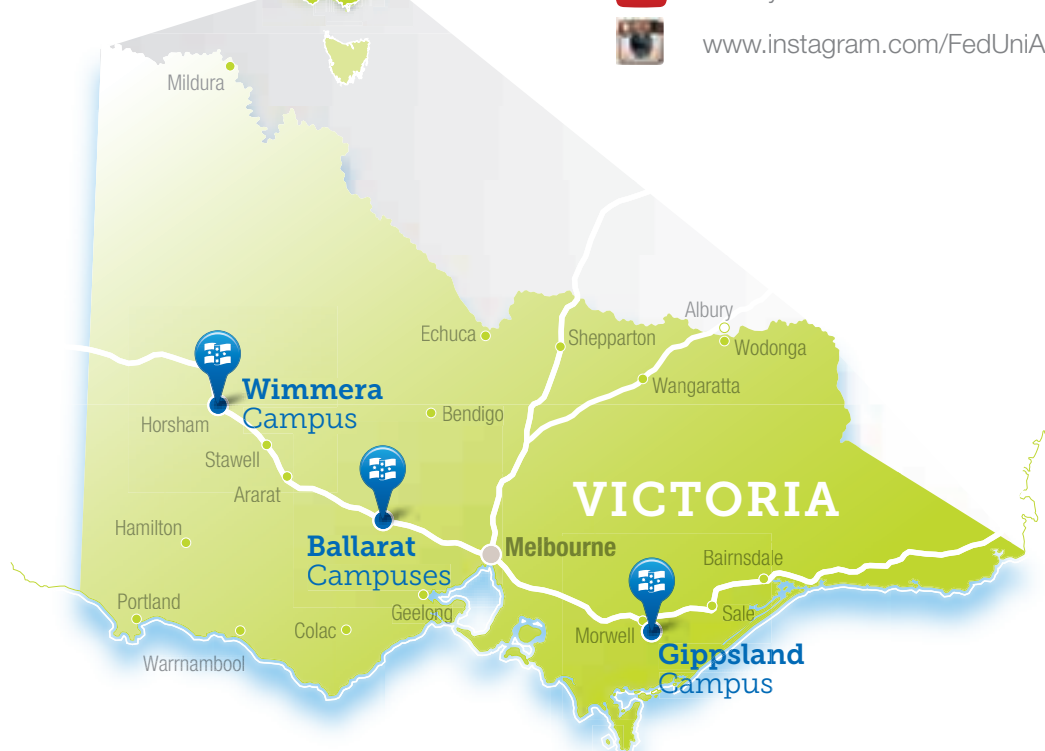 www.instagram.com/FedUniA
Mildura
Albury
Echuca
Shepparton
Wodonga
Wangaratta
Wimmera
Campus
Bendigo
Horsham
Stawell
Ararat
VICTORIA
Hamilton
Ballarat
Campuses
Melbourne
Bairnsdale
Portland
Geelong
Sale
Colac
Morwell
Warrnambool
Gippsland
Campus